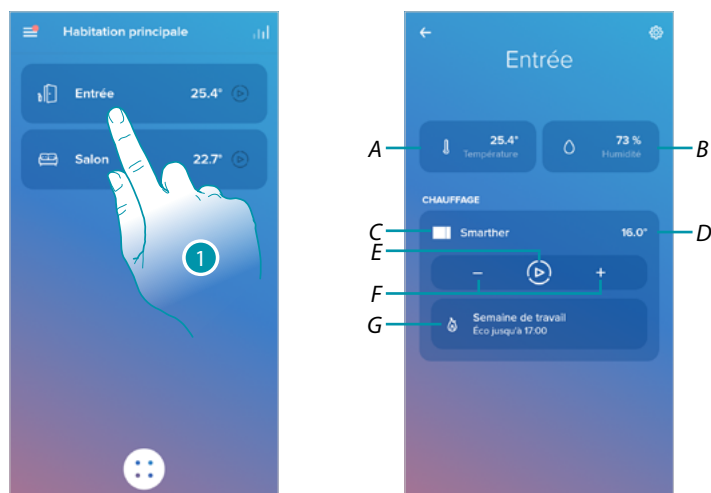 Habitation principale
Entrée 25.4°
Salon 22.7°
1
Entrée
A 25.4° Température
73 % Humidité B
CHAUFFAGE
C Smarther 16.0° D
E
F − +
G Semaine de travail
Éco jusqu'à 17:00